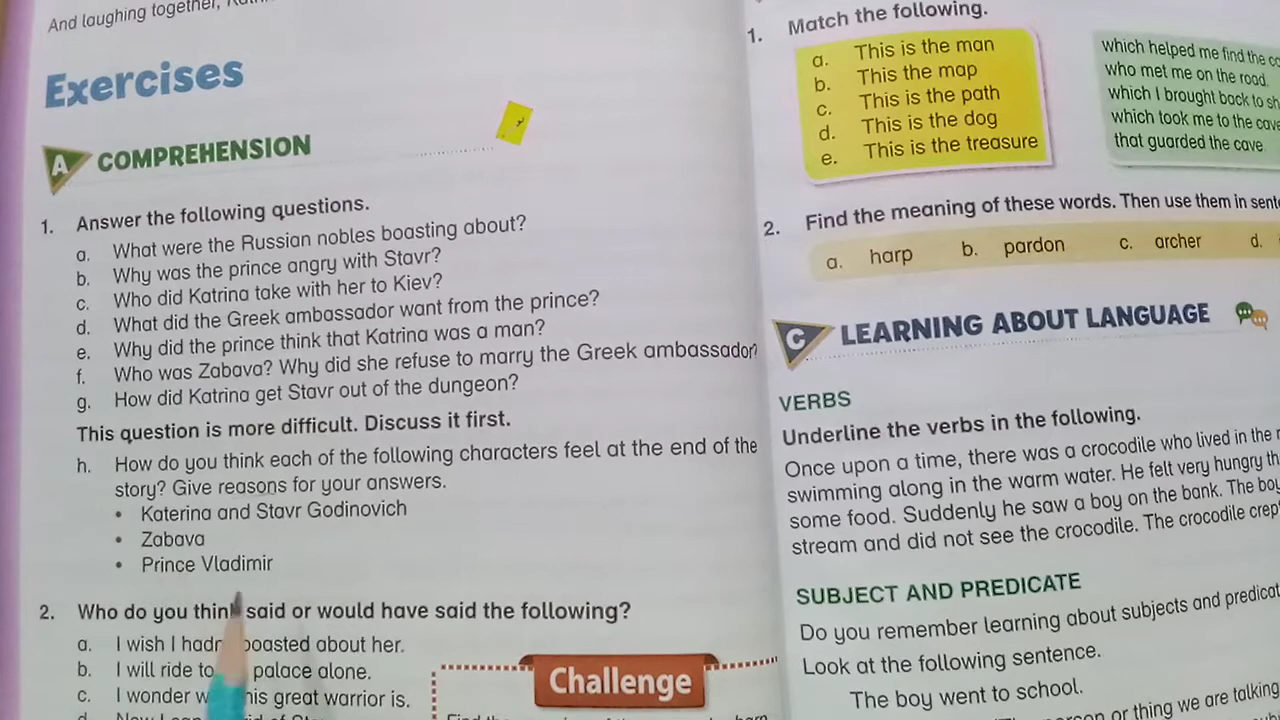 And laughing together,
Exercises
A COMPREHENSION
1. Answer the following questions.
a. What were the Russian nobles boasting about?
b. Why was the prince angry with Stavr?
c. Who did Katrina take with her to Kiev?
d. What did the Greek ambassador want from the prince?
e. Why did the prince think that Katrina was a man?
f. Who was Zabava? Why did she refuse to marry the Greek ambassador?
g. How did Katrina get Stavr out of the dungeon?
This question is more difficult. Discuss it first.
h. How do you think each of the following characters feel at the end of the
story? Give reasons for your answers.
• Katerina and Stavr Godinovich
• Zabava
• Prince Vladimir
2. Who do you think said or would have said the following?
a. I wish I boasted about her.
b. I will ride to palace alone.
c. I wonder his great warrior is.
d.
Challenge
1. Match the following.
a. This is the man
b. This the map
c. This is the path
d. This is the dog
e. This is the treasure
which helped me find the
who met me on the road.
which I brought back to
which took me to the
that guarded the cave.
2. Find the meaning of these words. Then use them in
a. harp b. pardon c. archer d.
C LEARNING ABOUT LANGUAGE
VERBS
Underline the verbs in the following.
Once upon a time, there was a crocodile who lived in the
swimming along in the warm water. He felt very hungry
some food. Suddenly he saw a boy on the bank. The
stream and did not see the crocodile. The crocodile
SUBJECT AND PREDICATE
Do you remember learning about subjects and
Look at the following sentence.
The boy went to school.
or thing we are talking